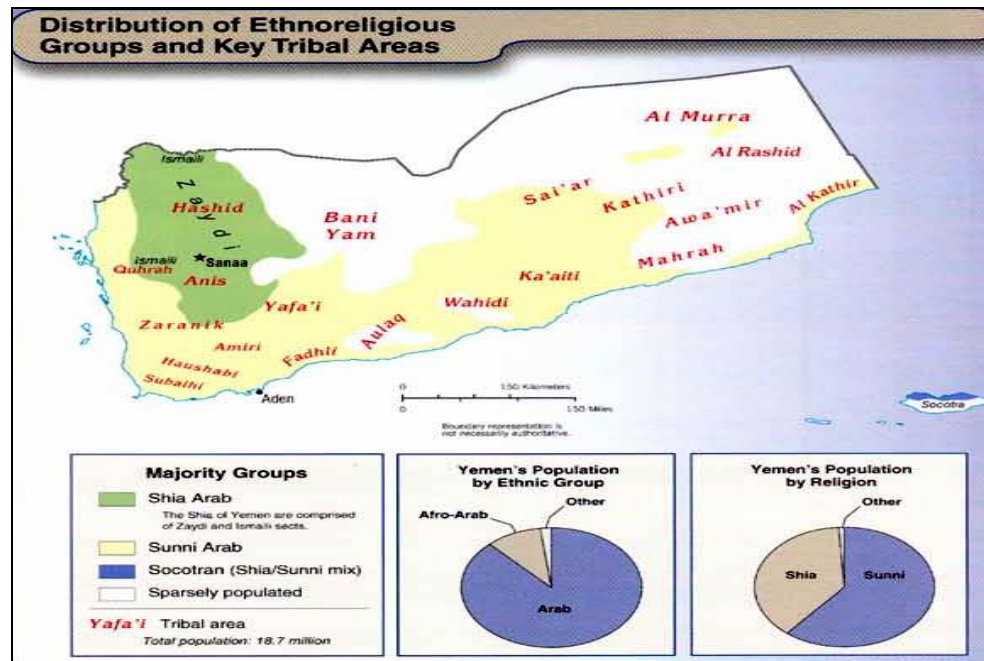 Distribution of Ethnoreligious
Groups and Key Tribal Areas
Al Murra
Ismaili
Al Rashid
Zaydi
Hashid
Sai'ar
Kathiri
Al Kathir
Bani
Yam
Awa'mir
Ismaili
Sanaa
Mahrah
Quhrah
Anis
Ka'aiti
Yafa'i
Wahidi
Zaranik
Aulaq
Amiri
Fadhli
Haushabi
Subaihi
Aden
0 150 Kilometers
0 150 Miles
Boundary representation is
not necessarily authoritative.
Socotra
Majority Groups
Shia Arab
The Shia of Yemen are comprised
of Zaydi and Ismaili sects.
Sunni Arab
Socotran (Shia/Sunni mix)
Sparsely populated
Yafa'i Tribal area
Total population: 18.7 million
Yemen's Population
by Ethnic Group
Other
Afro-Arab
Arab
Yemen's Population
by Religion
Other
Shia
Sunni